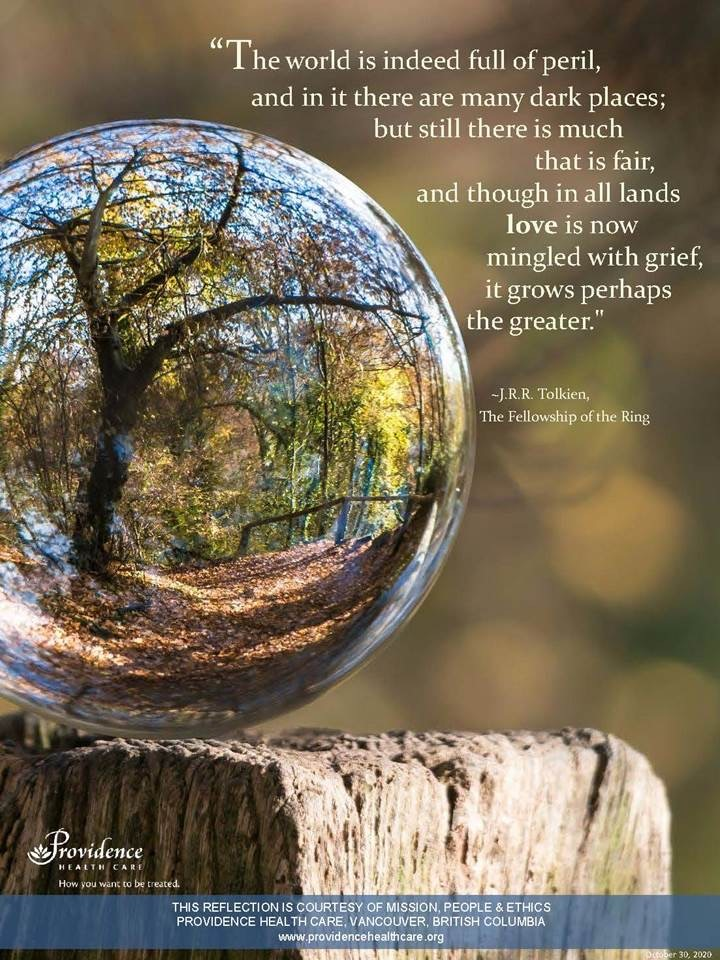 “The world is indeed full of peril,
and in it there are many dark places;
but still there is much
that is fair,
and though in all lands
love is now
mingled with grief,
it grows perhaps
the greater."
~J.R.R. Tolkien,
The Fellowship of the Ring
Providence
HEALTH CARE
How you want to be treated.
THIS REFLECTION IS COURTESY OF MISSION, PEOPLE & ETHICS
PROVIDENCE HEALTH CARE, VANCOUVER, BRITISH COLUMBIA
www.providencehealthcare.org
October 30, 2020